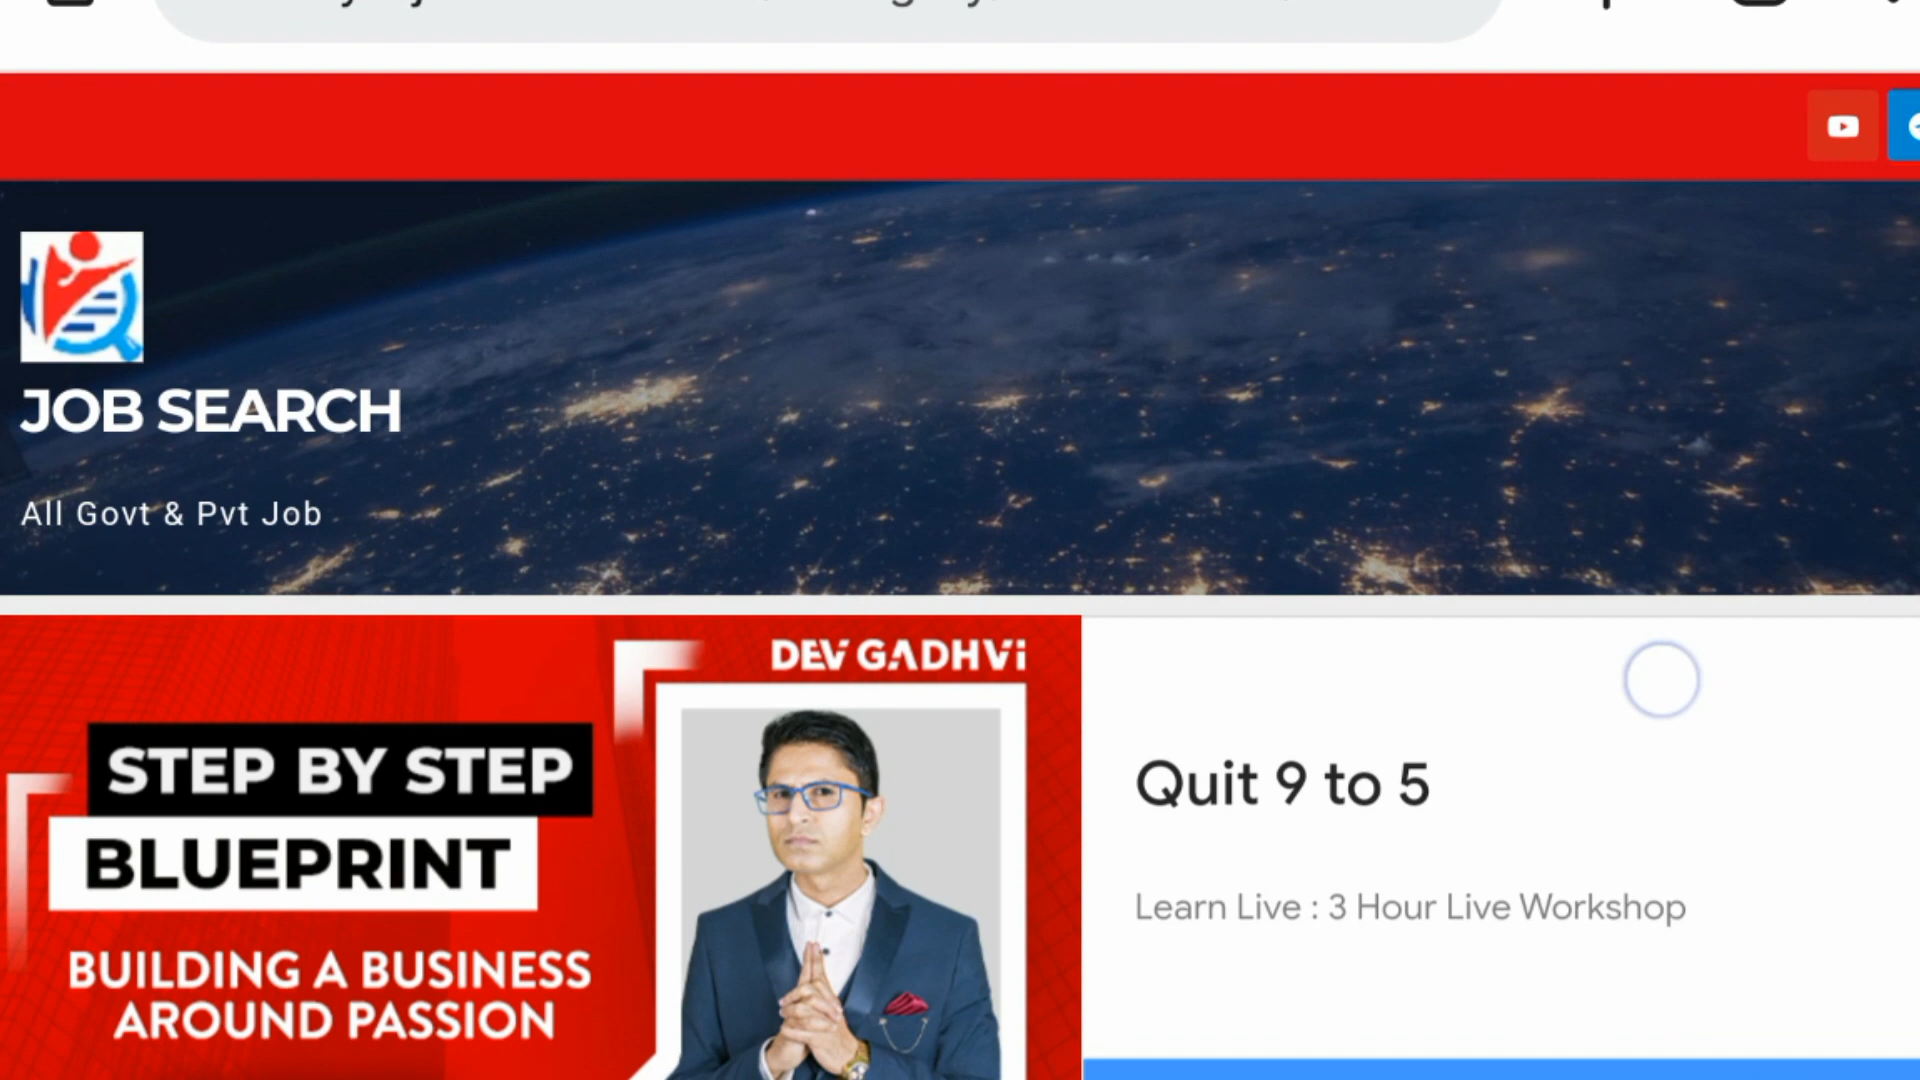 JOB SEARCH
All Govt & Pvt Job
DEV GADHVi
STEP BY STEP
BLUEPRINT
BUILDING A BUSINESS
AROUND PASSION
Quit 9 to 5
Learn Live : 3 Hour Live Workshop